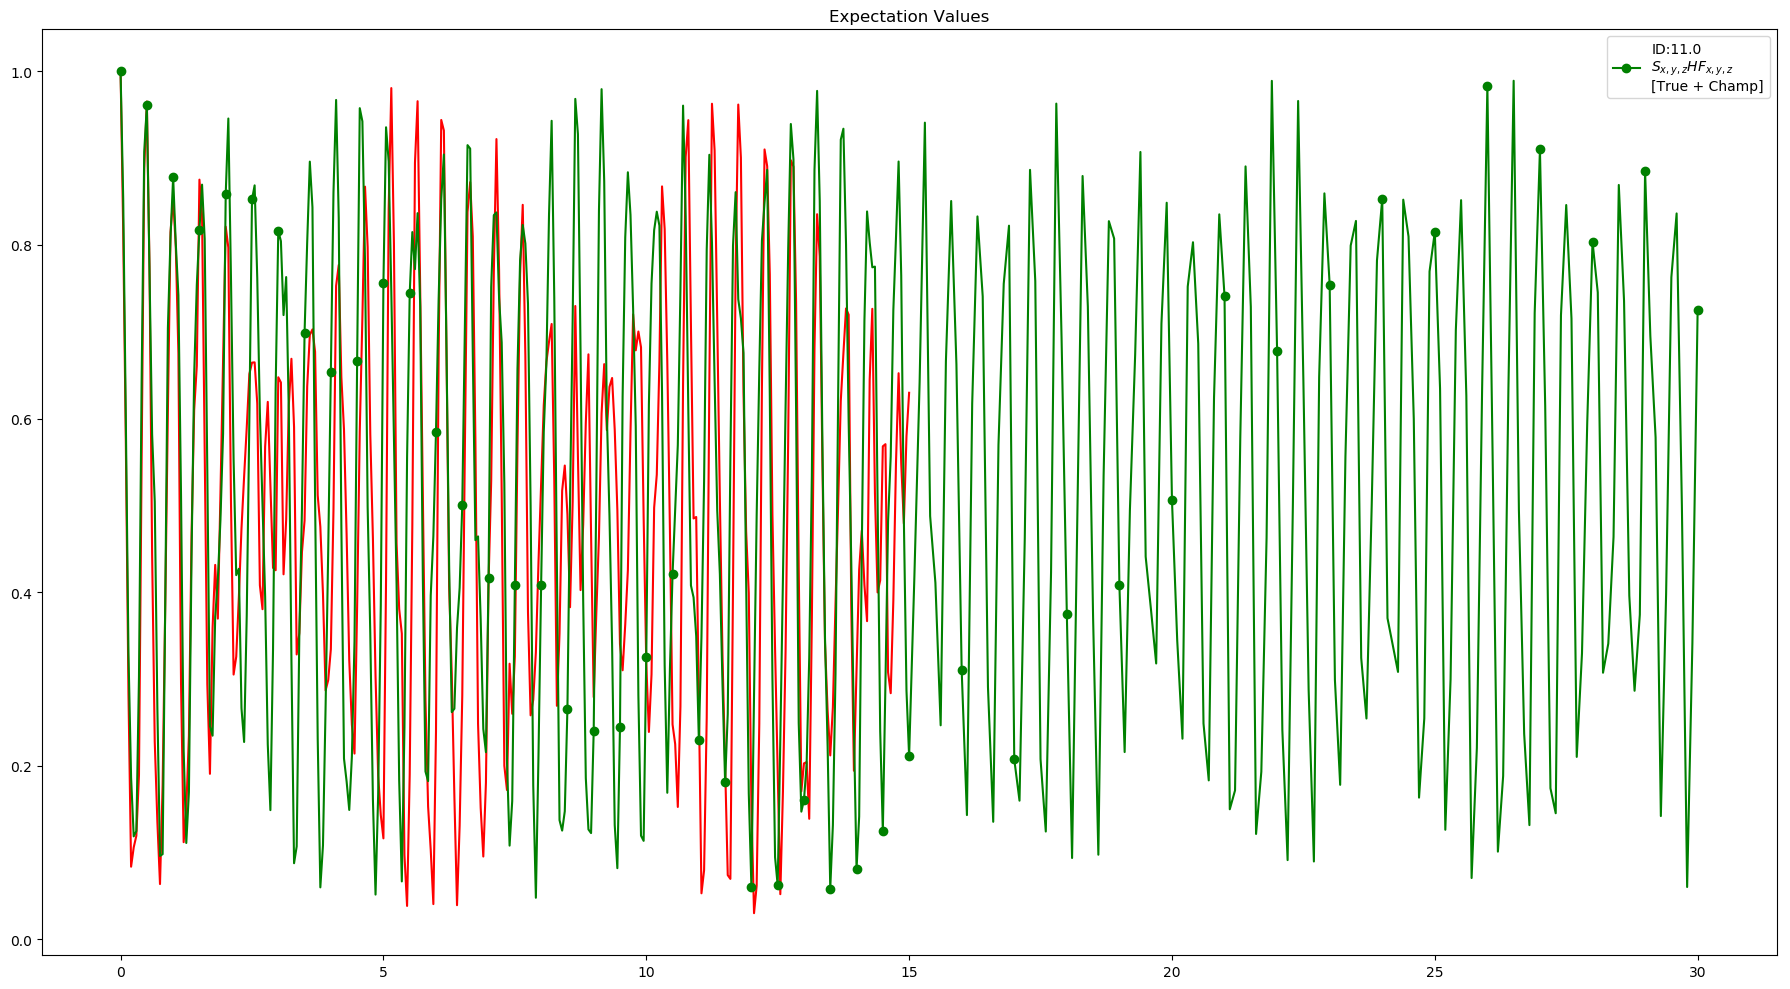 Expectation Values
ID:11.0
S_{x,y,z}HF_{x,y,z}
[True + Champ]
1.0
0.8
0.6
0.4
0.2
0.0
0 5 10 15 20 25 30